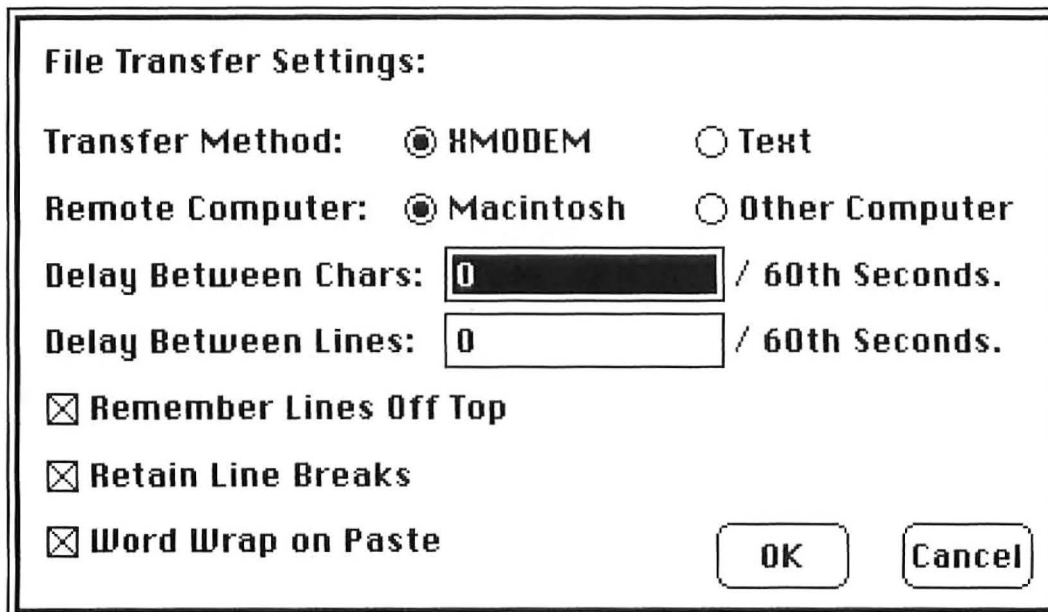 File Transfer Settings:
Transfer Method: XMODEM Text
Remote Computer: Macintosh Other Computer
Delay Between Chars: 0 / 60th Seconds.
Delay Between Lines: 0 / 60th Seconds.
Remember Lines Off Top
Retain Line Breaks
Word Wrap on Paste
OK Cancel